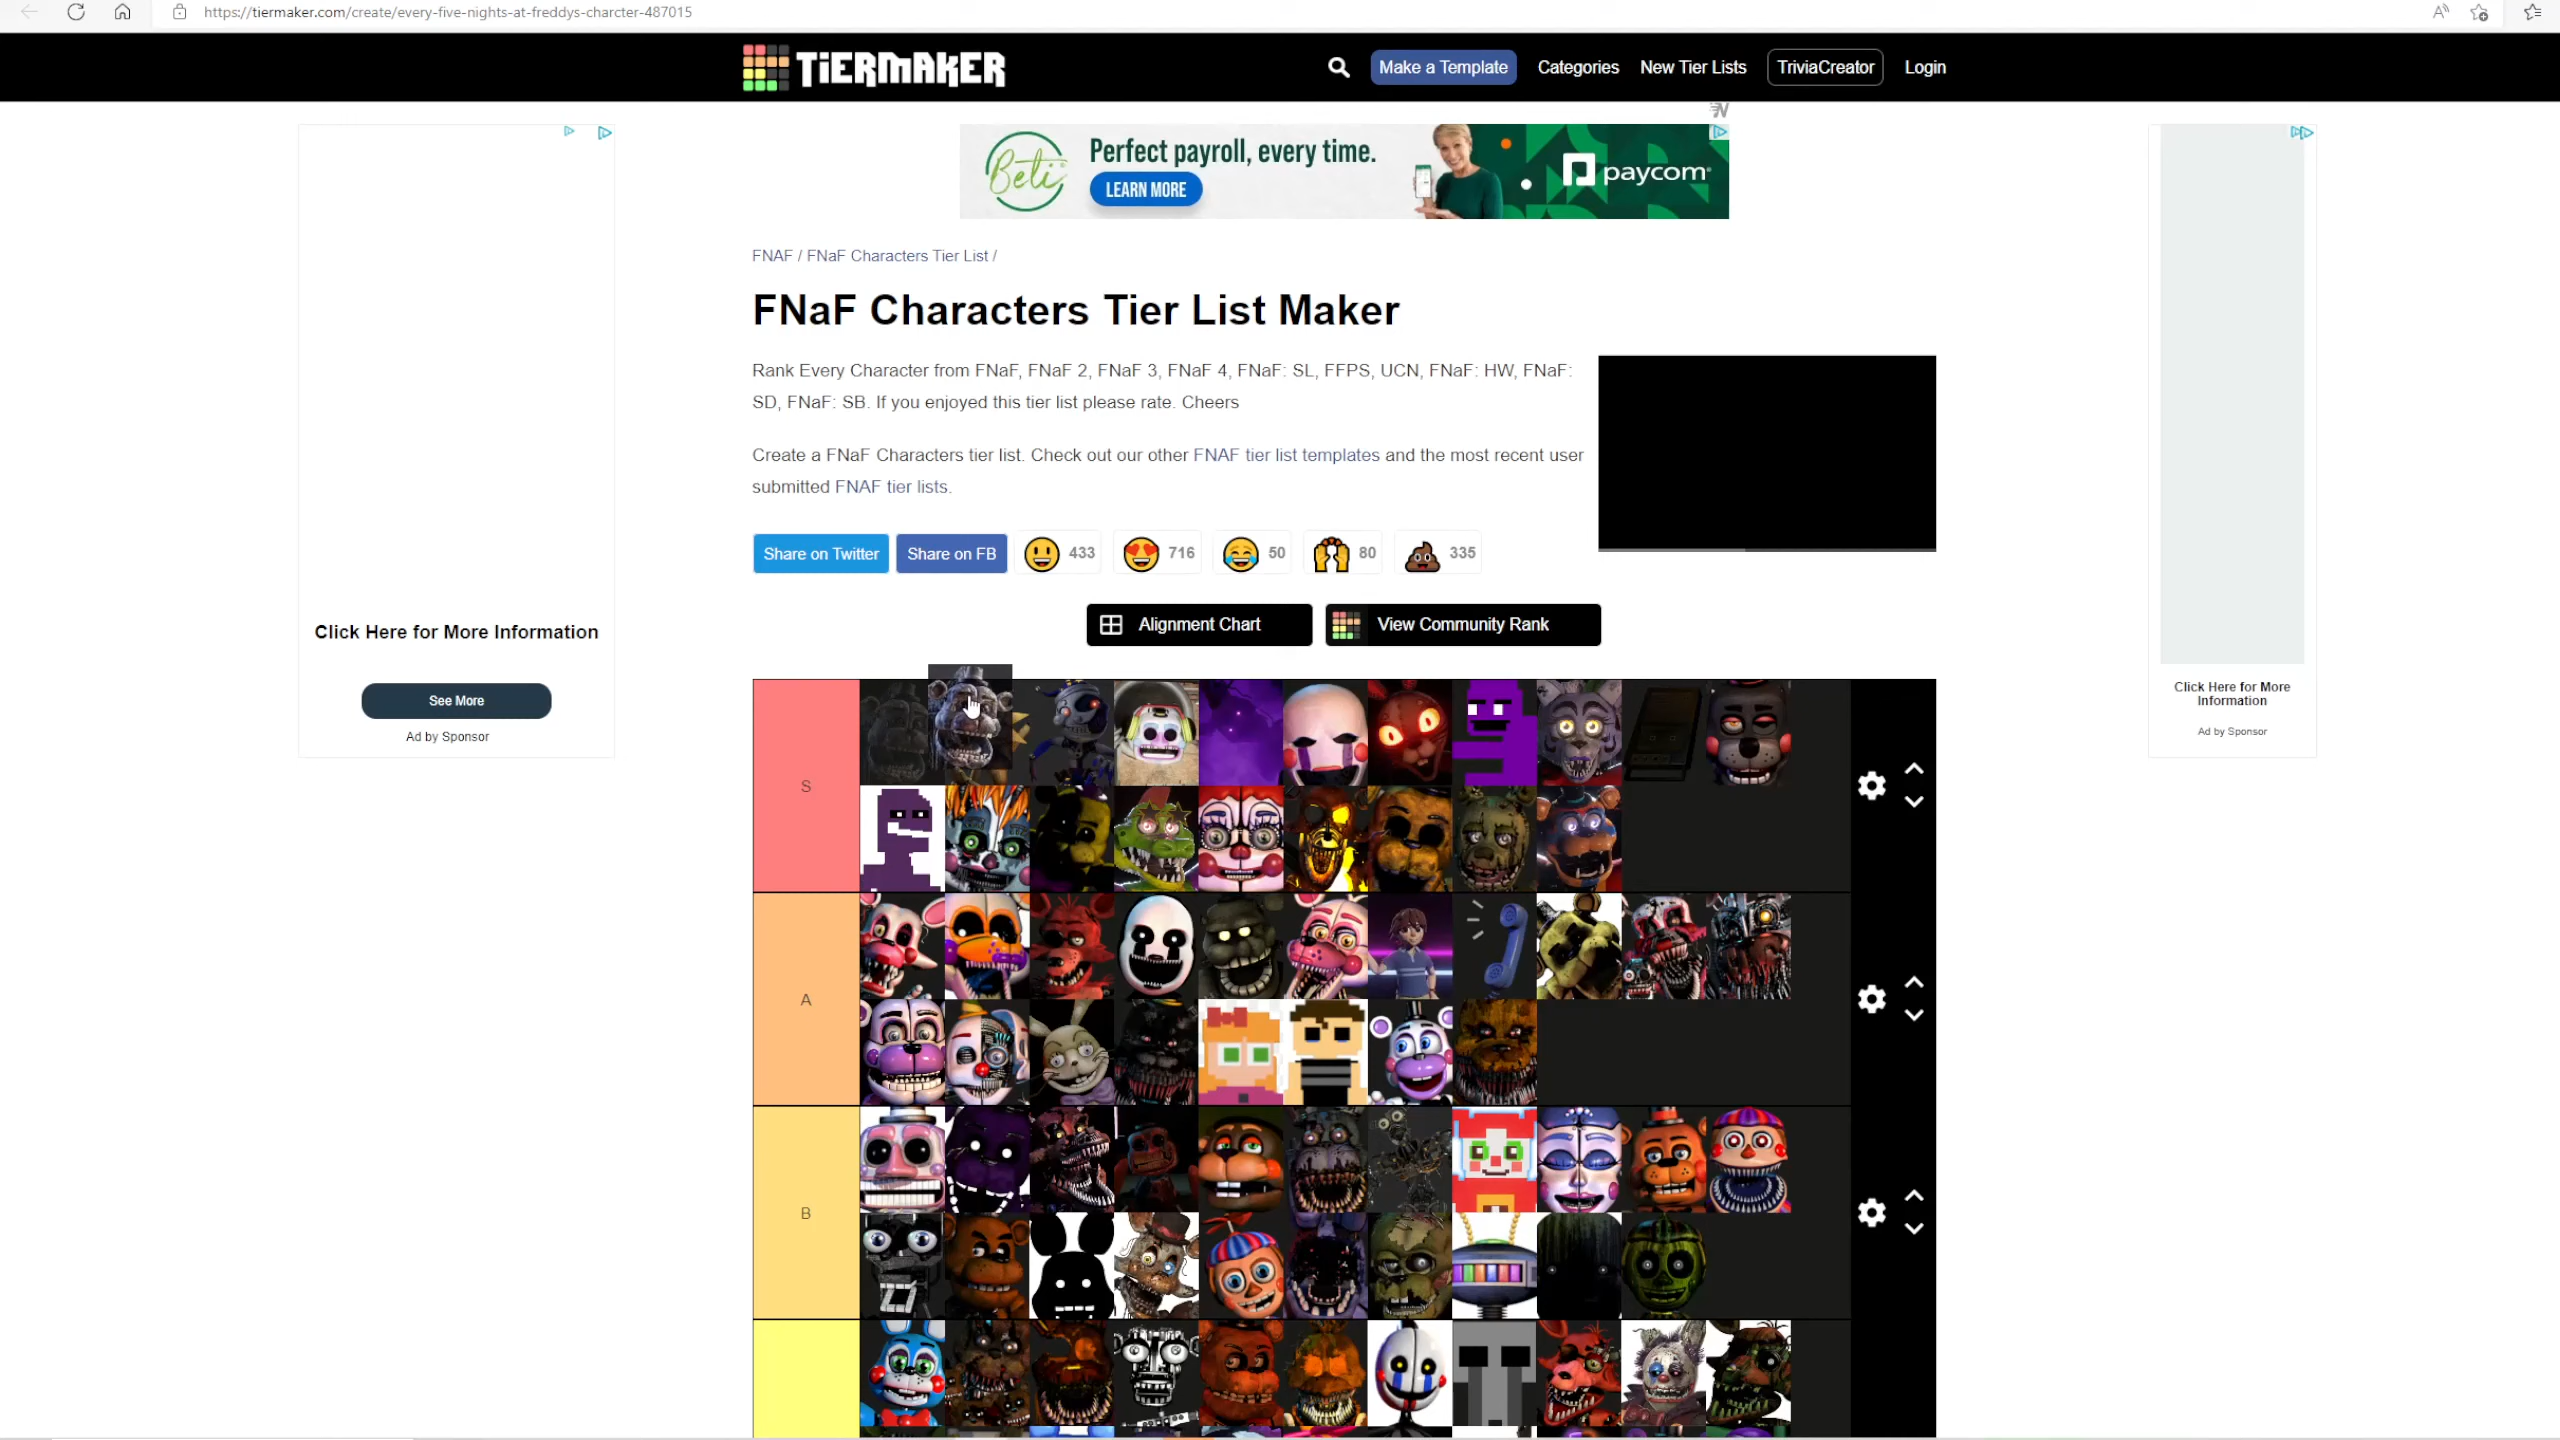 https://tiermaker.com/create/every-five-nights-at-freddys-charcter-487015
TiERMAKER
Make a Template
Categories
New Tier Lists
TriviaCreator
Login
Beti
Perfect payroll, every time.
LEARN MORE
paycom
FNAF / FNaF Characters Tier List /
FNaF Characters Tier List Maker
Rank Every Character from FNaF, FNaF 2, FNaF 3, FNaF 4, FNaF: SL, FFPS, UCN, FNaF: HW, FNaF:
SD, FNaF: SB. If you enjoyed this tier list please rate. Cheers
Create a FNaF Characters tier list. Check out our other FNAF tier list templates and the most recent user
submitted FNAF tier lists.
Share on Twitter
Share on FB
433
716
50
80
335
Alignment Chart
View Community Rank
Click Here for More Information
See More
Ad by Sponsor
Click Here for More
Information
Ad by Sponsor
S
A
B